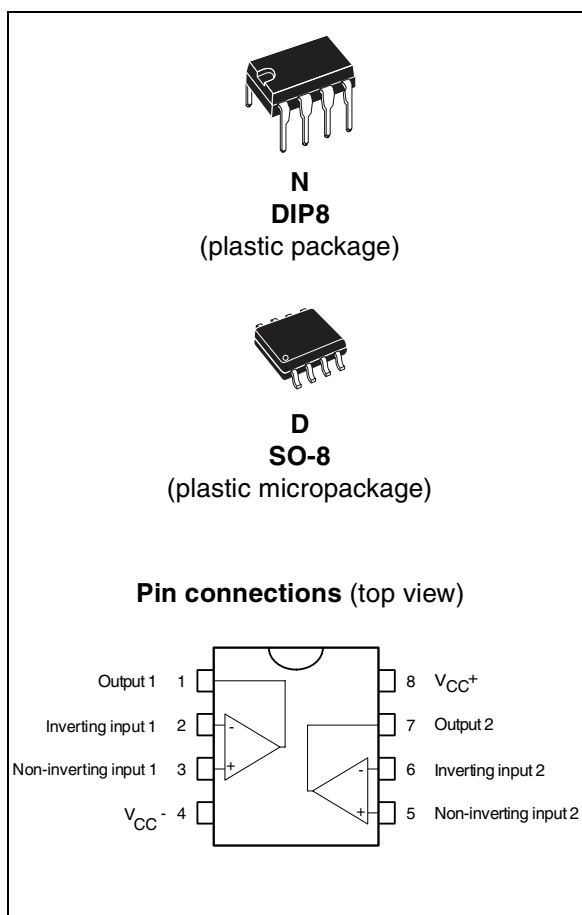 N
DIP8
(plastic package)
D
SO-8
(plastic micropackage)
Pin connections (top view)
Output 1 1
Inverting input 1 2
Non-inverting input 1 3
VCC - 4
8 VCC+
7 Output 2
6 Inverting input 2
5 Non-inverting input 2
-
+
-
+